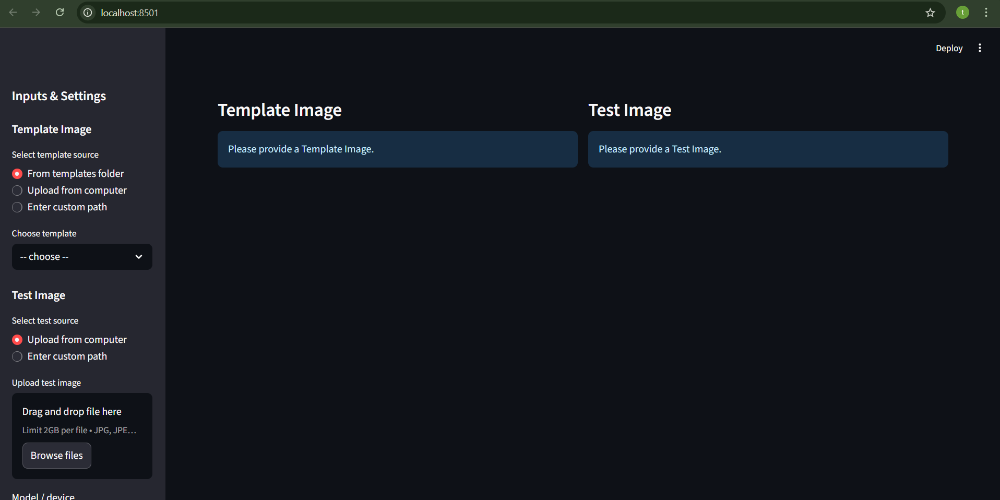 localhost:8501
t
Deploy
Inputs & Settings
Template Image
Select template source
From templates folder
Upload from computer
Enter custom path
Choose template
-- choose --
Test Image
Select test source
Upload from computer
Enter custom path
Upload test image
Drag and drop file here
Limit 2GB per file • JPG, JPE...
Browse files
Model / device
Template Image
Please provide a Template Image.
Test Image
Please provide a Test Image.